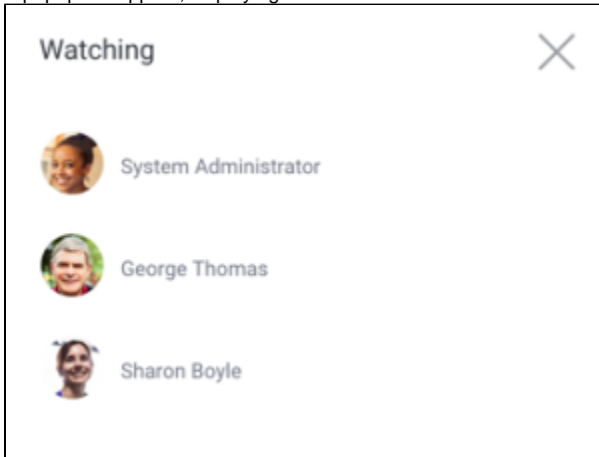 Watching
System Administrator
George Thomas
Sharon Boyle